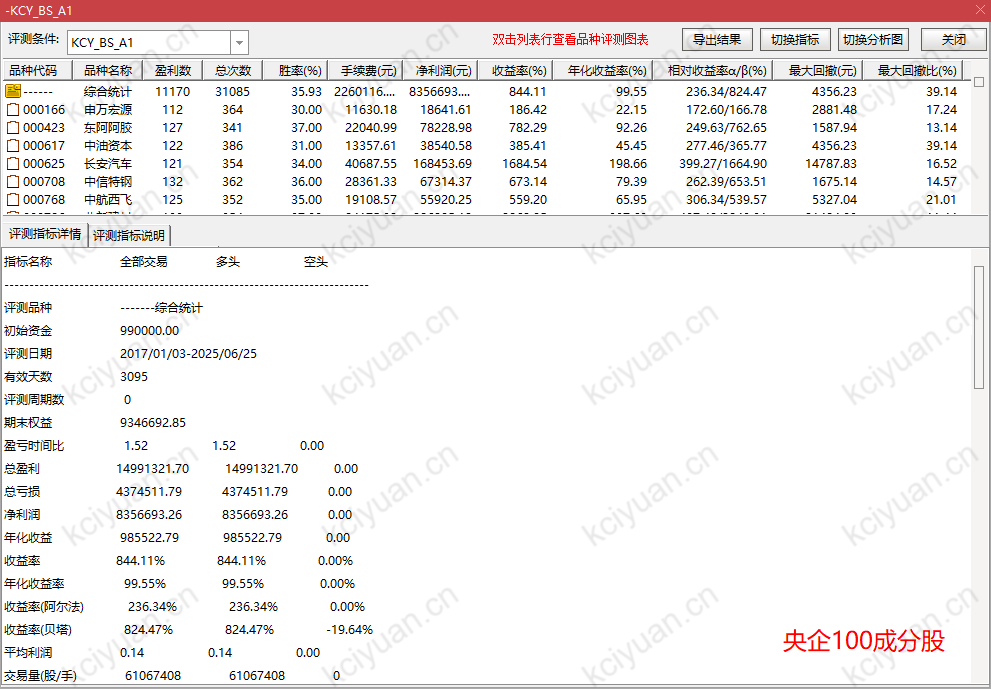 -KCY_BS_A1
评测条件: KCY_BS_A1 双击列表行查看品种评测图表 导出结果 切换指标 切换分析图 关闭
品种代码 品种名称 盈利数 总次数 胜率(%) 手续费(元) 净利润(元) 收益率(%) 年化收益率(%) 相对收益率α/β(%) 最大回撤(元) 最大回撤比(%)
------ 综合统计 11170 31085 35.93 2260116.... 8356693.... 844.11 99.55 236.34/824.47 4356.23 39.14
000166 申万宏源 112 364 30.00 11630.18 18641.61 186.42 22.15 172.60/166.78 2881.48 17.24
000423 东阿阿胶 127 341 37.00 22040.99 78228.98 782.29 92.26 249.63/762.65 1587.94 13.14
000617 中油资本 122 386 31.00 13357.61 38540.58 385.41 45.45 277.46/365.77 4356.23 39.14
000625 长安汽车 121 354 34.00 40687.55 168453.69 1684.54 198.66 399.27/1664.90 14787.83 16.52
000708 中信特钢 132 362 36.00 28361.33 67314.37 673.14 79.39 262.39/653.51 1675.14 14.57
000768 中航西飞 125 352 35.00 19108.57 55920.25 559.20 65.95 306.34/539.57 5327.04 21.01
评测指标详情 评测指标说明
指标名称 全部交易 多头 空头
------------------------------------------------------------------------
评测品种 -------综合统计
初始资金 990000.00
评测日期 2017/01/03-2025/06/25
有效天数 3095
评测周期数 0
期末权益 9346692.85
盈亏时间比 1.52 1.52 0.00
总盈利 14991321.70 14991321.70 0.00
总亏损 4374511.79 4374511.79 0.00
净利润 8356693.26 8356693.26 0.00
年化收益 985522.79 985522.79 0.00
收益率 844.11% 844.11% 0.00%
年化收益率 99.55% 99.55% 0.00%
收益率(阿尔法) 236.34% 236.34% 0.00%
收益率(贝塔) 824.47% 824.47% -19.64%
平均利润 0.14 0.14 0.00
交易量(股/手) 61067408 61067408 0
央企100成分股
kciyuan.cn